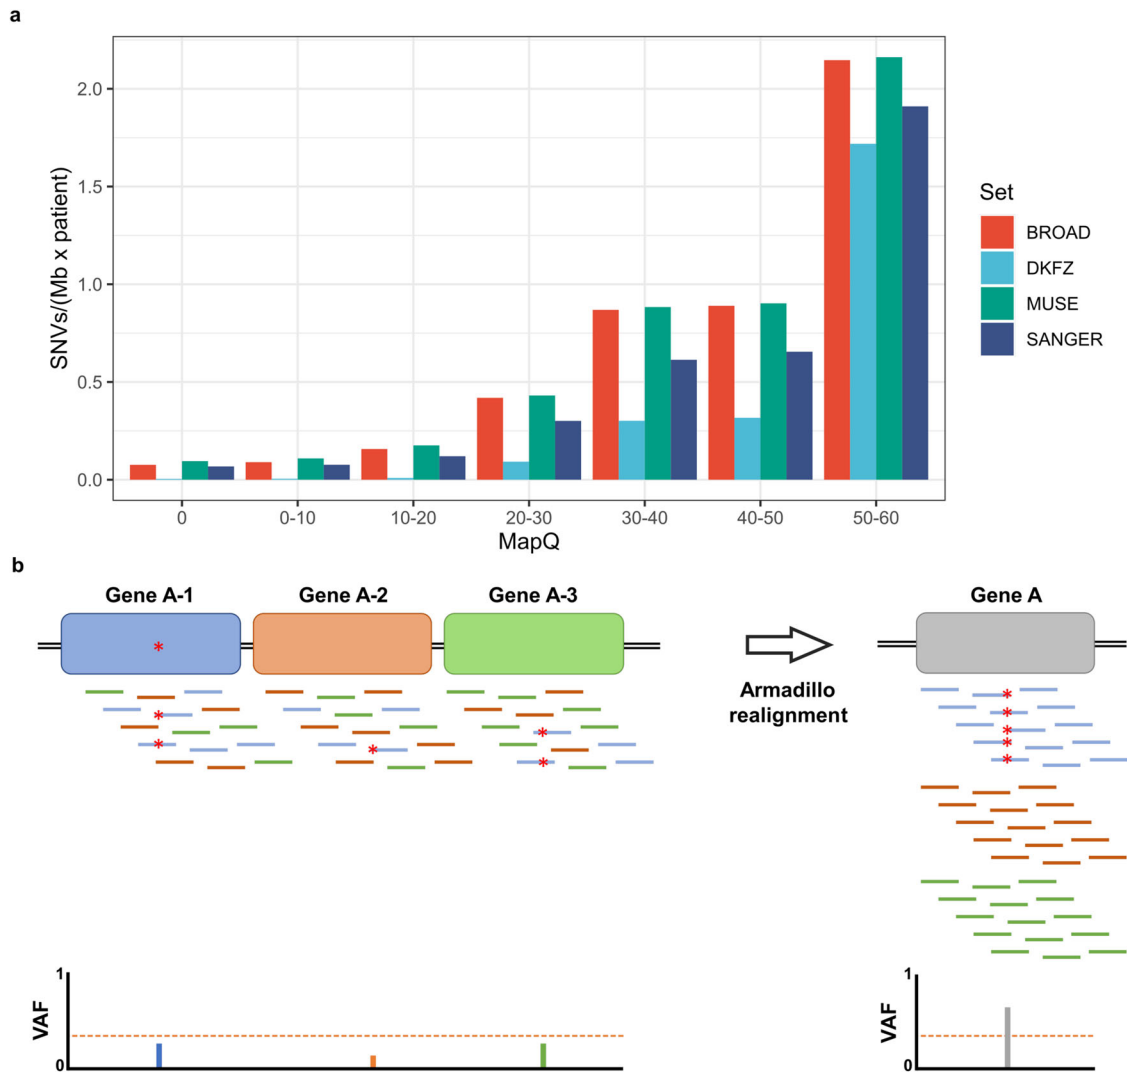 a
SNVs/(Mb x patient)
2.0
1.5
1.0
0.5
0.0
0
0-10
10-20
20-30
30-40
40-50
50-60
MapQ
Set
BROAD
DKFZ
MUSE
SANGER
b
Gene A-1
Gene A-2
Gene A-3
Gene A
*
Armadillo
realignment
*
*
*
*
*
*
*
*
*
*
VAF
1
0
VAF
1
0